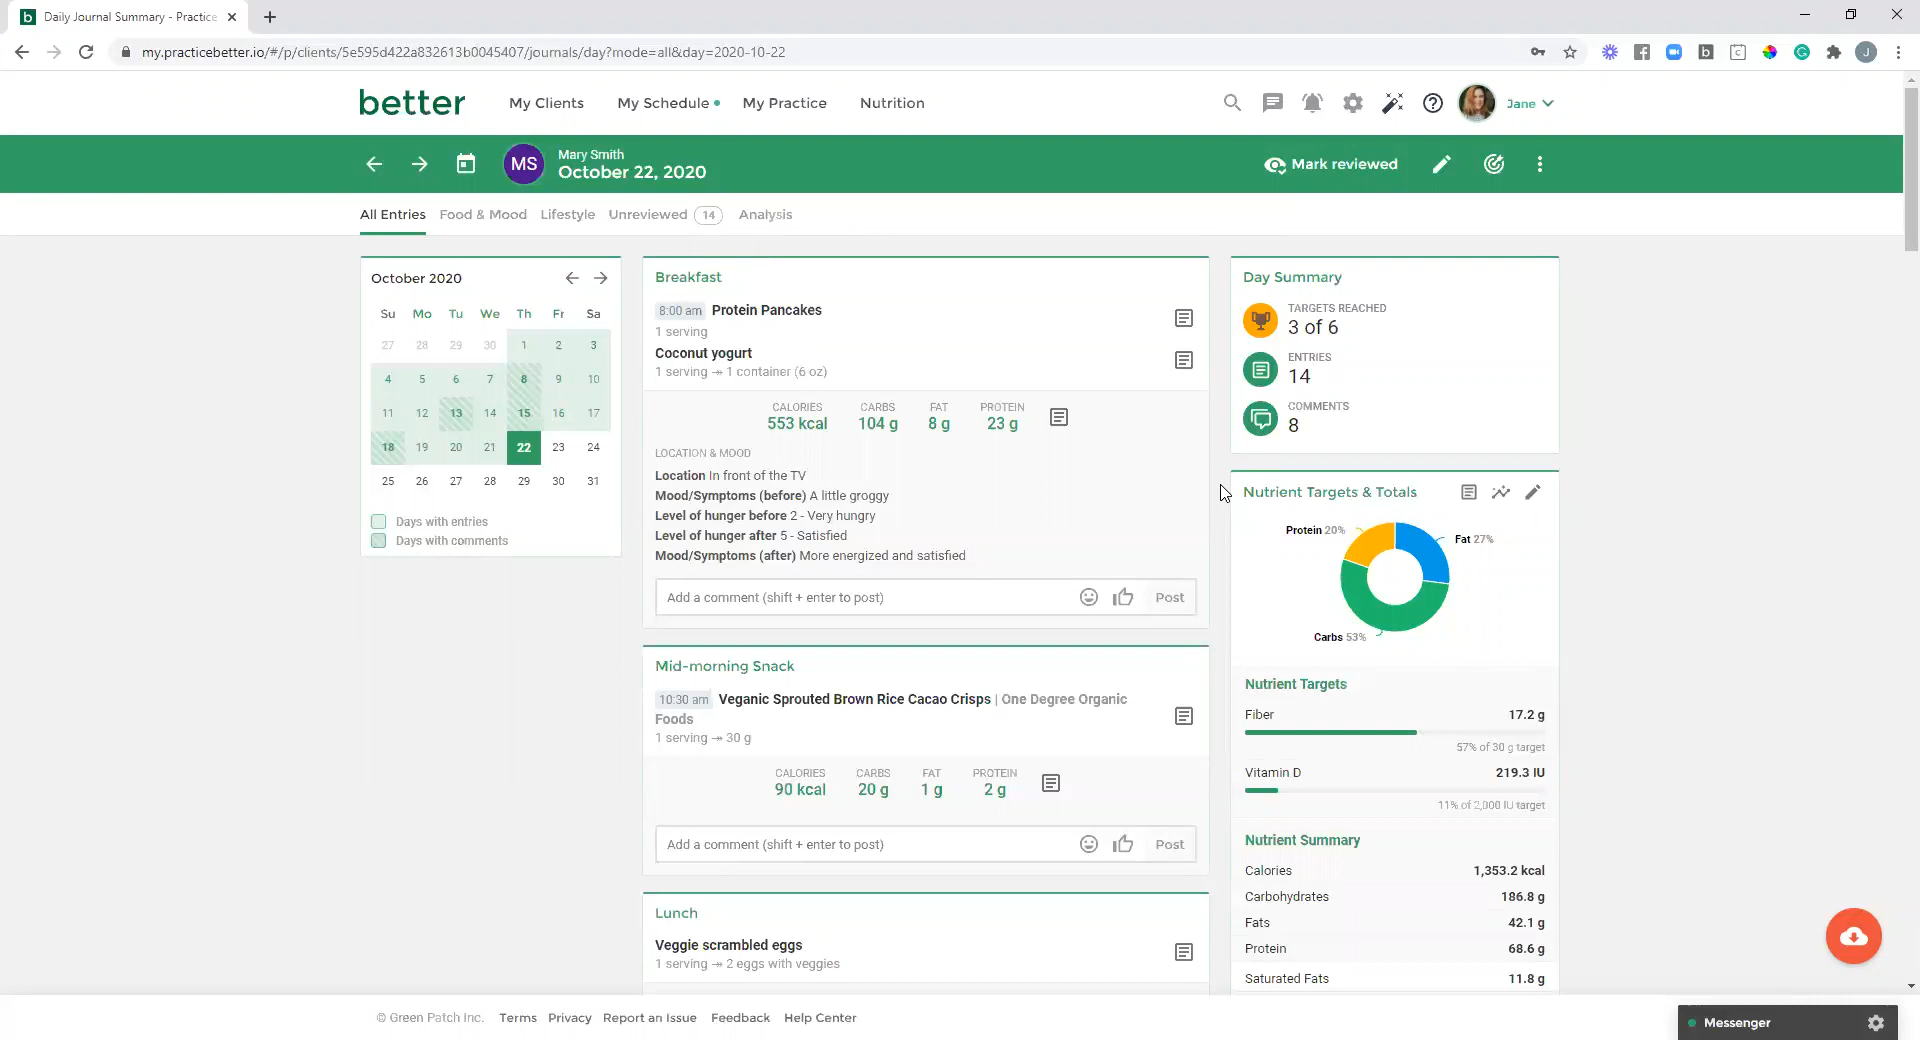 Daily Journal Summary - Practice
my.practicebetter.io/#/p/clients/5e595d422a832613b0045407/journals/day?mode=all&day=2020-10-22
better
My Clients
My Schedule
My Practice
Nutrition
Jane
MS
Mary Smith
October 22, 2020
Mark reviewed
All Entries
Food & Mood
Lifestyle
Unreviewed 14
Analysis
October 2020
Su Mo Tu We Th Fr Sa
27 28 29 30 1 2 3
4 5 6 7 8 9 10
11 12 13 14 15 16 17
18 19 20 21 22 23 24
25 26 27 28 29 30 31
Days with entries
Days with comments
Breakfast
8:00 am Protein Pancakes
1 serving
Coconut yogurt
1 serving → 1 container (6 oz)
CALORIES CARBS FAT PROTEIN
553 kcal 104 g 8 g 23 g
LOCATION & MOOD
Location In front of the TV
Mood/Symptoms (before) A little groggy
Level of hunger before 2 - Very hungry
Level of hunger after 5 - Satisfied
Mood/Symptoms (after) More energized and satisfied
Add a comment (shift + enter to post) Post
Mid-morning Snack
10:30 am Veganic Sprouted Brown Rice Cacao Crisps | One Degree Organic
Foods
1 serving → 30 g
CALORIES CARBS FAT PROTEIN
90 kcal 20 g 1 g 2 g
Add a comment (shift + enter to post) Post
Lunch
Veggie scrambled eggs
1 serving → 2 eggs with veggies
Day Summary
TARGETS REACHED
3 of 6
ENTRIES
14
COMMENTS
8
Nutrient Targets & Totals
Protein 20%
Fat 27%
Carbs 53%
Nutrient Targets
Fiber 17.2 g
57% of 30 g target
Vitamin D 219.3 IU
11% of 2,000 IU target
Nutrient Summary
Calories 1,353.2 kcal
Carbohydrates 186.8 g
Fats 42.1 g
Protein 68.6 g
Saturated Fats 11.8 g
© Green Patch Inc. Terms Privacy Report an Issue Feedback Help Center
Messenger